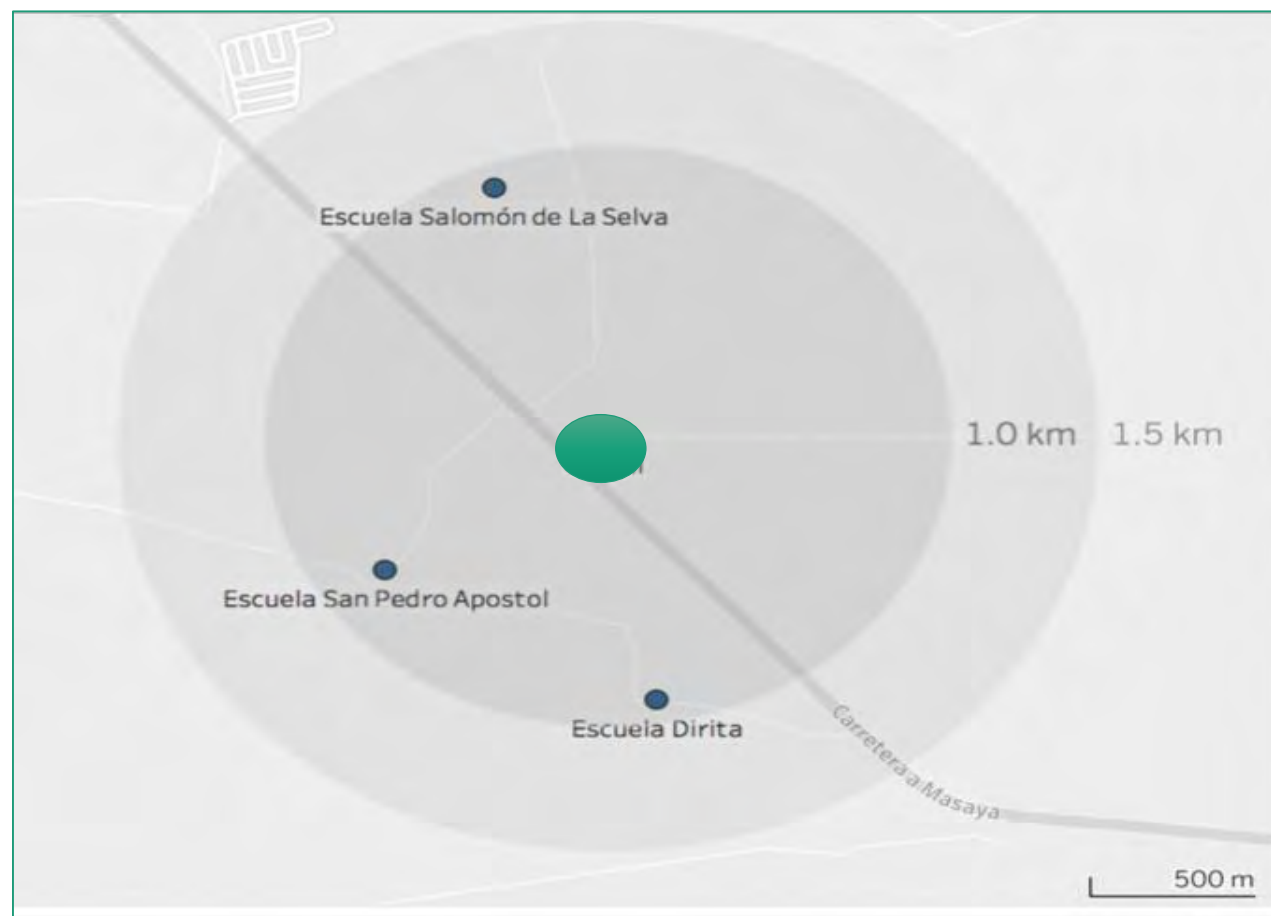 Escuela Salomón de La Selva
1.0 km
1.5 km
Escuela San Pedro Apostol
Escuela Dirita
Carretera a Masaya
500 m